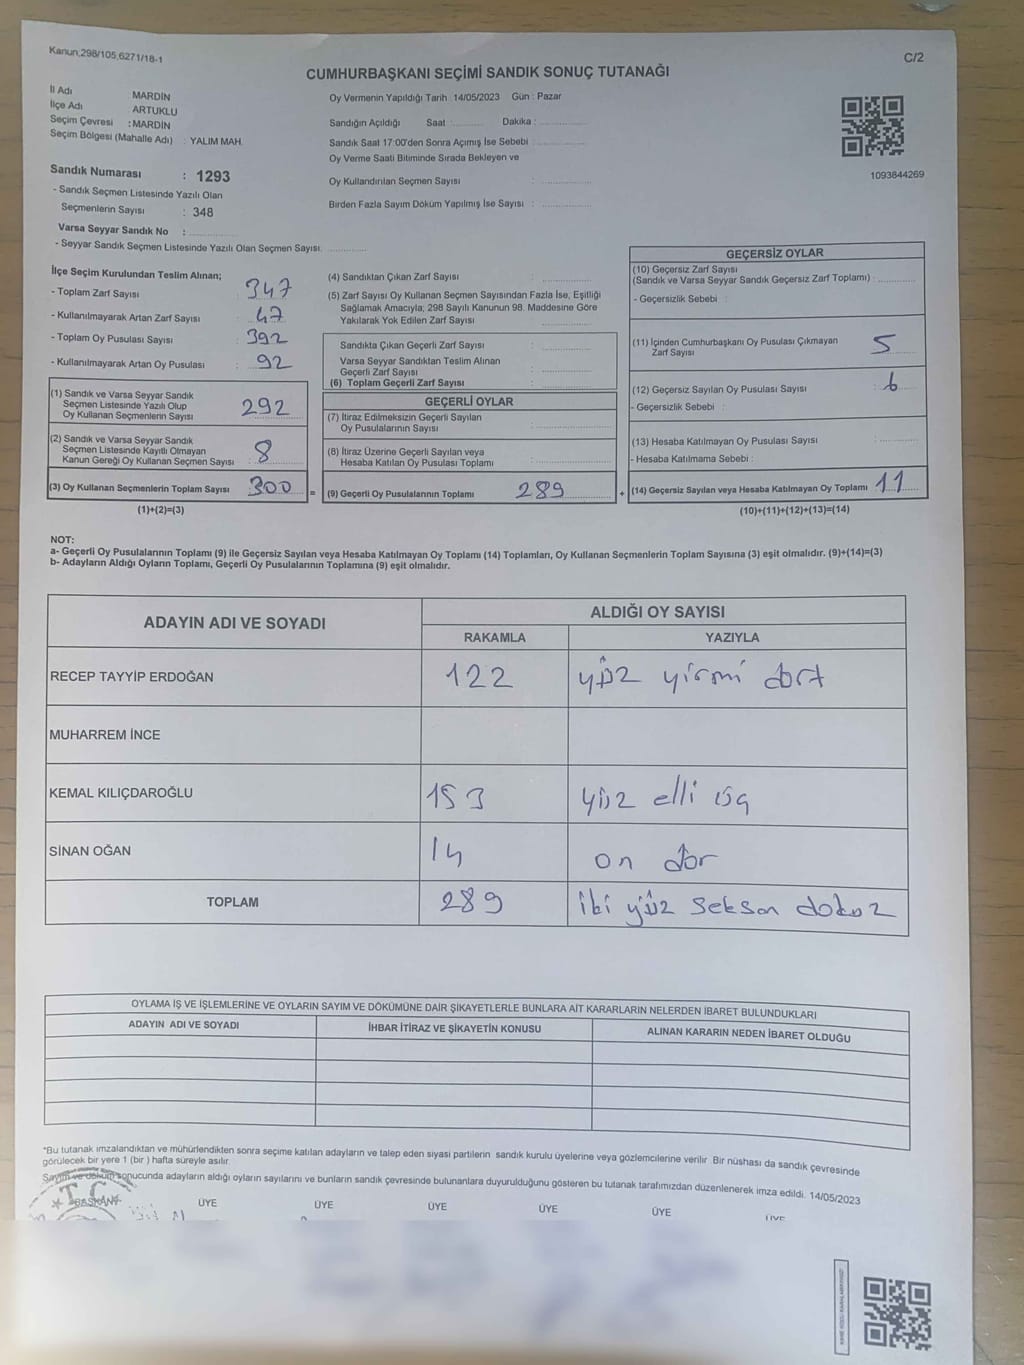 Kanun,298/105,6271/18-1
C/2
CUMHURBAŞKANI SEÇİMİ SANDIK SONUÇ TUTANAĞI
İl Adı MARDİN
İlçe Adı ARTUKLU
Seçim Çevresi : MARDİN
Seçim Bölgesi (Mahalle Adı) : YALIM MAH.
Sandık Numarası : 1293
- Sandık Seçmen Listesinde Yazılı Olan
Seçmenlerin Sayısı : 348
Varsa Seyyar Sandık No :
- Seyyar Sandık Seçmen Listesinde Yazılı Olan Seçmen Sayısı:
Oy Vermenin Yapıldığı Tarih :14/05/2023 Gün : Pazar
Sandığın Açıldığı Saat : Dakika :
Sandık Saat 17:00'den Sonra Açımış İse Sebebi :
Oy Verme Saati Bitiminde Sırada Bekleyen ve
Oy Kullandırılan Seçmen Sayısı :
Birden Fazla Sayım Döküm Yapılmış İse Sayısı :
1093844269
İlçe Seçim Kurulundan Teslim Alınan;
- Toplam Zarf Sayısı : 347
- Kullanılmayarak Artan Zarf Sayısı : 47
- Toplam Oy Pusulası Sayısı : 392
- Kullanılmayarak Artan Oy Pusulası : 92
(1) Sandık ve Varsa Seyyar Sandık
Seçmen Listesinde Yazılı Olup
Oy Kullanan Seçmenlerin Sayısı 292
(2) Sandık ve Varsa Seyyar Sandık
Seçmen Listesinde Kayıtlı Olmayan
Kanun Gereği Oy Kullanan Seçmen Sayısı 8
(3) Oy Kullanan Seçmenlerin Toplam Sayısı 300 =
(1)+(2)=(3)
(4) Sandıktan Çıkan Zarf Sayısı :
(5) Zarf Sayısı Oy Kullanan Seçmen Sayısından Fazla İse, Eşitliği
Sağlamak Amacıyla; 298 Sayılı Kanunun 98. Maddesine Göre
Yakılarak Yok Edilen Zarf Sayısı :
Sandıkta Çıkan Geçerli Zarf Sayısı :
Varsa Seyyar Sandıktan Teslim Alınan
Geçerli Zarf Sayısı :
(6) Toplam Geçerli Zarf Sayısı :
GEÇERLİ OYLAR
(7) İtiraz Edilmeksizin Geçerli Sayılan
Oy Pusulalarının Sayısı :
(8) İtiraz Üzerine Geçerli Sayılan veya
Hesaba Katılan Oy Pusulası Toplamı :
(9) Geçerli Oy Pusulalarının Toplamı 289 +
GEÇERSİZ OYLAR
(10) Geçersiz Zarf Sayısı
(Sandık ve Varsa Seyyar Sandık Geçersiz Zarf Toplamı) :
- Geçersizlik Sebebi :
(11) İçinden Cumhurbaşkanı Oy Pusulası Çıkmayan
Zarf Sayısı 5
(12) Geçersiz Sayılan Oy Pusulası Sayısı : 6
- Geçersizlik Sebebi :
(13) Hesaba Katılmayan Oy Pusulası Sayısı :
- Hesaba Katılmama Sebebi :
(14) Geçersiz Sayılan veya Hesaba Katılmayan Oy Toplamı 11
(10)+(11)+(12)+(13)=(14)
NOT:
a- Geçerli Oy Pusulalarının Toplamı (9) ile Geçersiz Sayılan veya Hesaba Katılmayan Oy Toplamı (14) Toplamları, Oy Kullanan Seçmenlerin Toplam Sayısına (3) eşit olmalıdır. (9)+(14)=(3)
b- Adayların Aldığı Oyların Toplamı, Geçerli Oy Pusulalarının Toplamına (9) eşit olmalıdır.
ADAYIN ADI VE SOYADI ALDIĞI OY SAYISI
RAKAMLA YAZIYLA
RECEP TAYYİP ERDOĞAN 122 yüz yirmi dört
MUHARREM İNCE
KEMAL KILIÇDAROĞLU 153 yüz elli üç
SİNAN OĞAN 14 on dör
TOPLAM 289 iki yüz seksen dokuz
OYLAMA İŞ VE İŞLEMLERİNE VE OYLARIN SAYIM VE DÖKÜMÜNE DAİR ŞİKAYETLERLE BUNLARA AİT KARARLARIN NELERDEN İBARET BULUNDUKLARI
ADAYIN ADI VE SOYADI İHBAR İTİRAZ VE ŞİKAYETİN KONUSU ALINAN KARARIN NEDEN İBARET OLDUĞU
*Bu tutanak imzalandıktan ve mühürlendikten sonra seçime katılan adayların ve talep eden siyasi partilerin sandık kurulu üyelerine veya gözlemcilerine verilir. Bir nüshası da sandık çevresinde
görülecek bir yere 1 (bir ) hafta süreyle asılır.
Sayım ve döküm sonucunda adayların aldığı oyların sayılarını ve bunların sandık çevresinde bulunanlara duyurulduğunu gösteren bu tutanak tarafımızdan düzenlenerek imza edildi. 14/05/2023
T.C.
BAŞKAN ÜYE ÜYE ÜYE ÜYE ÜYE ÜYE